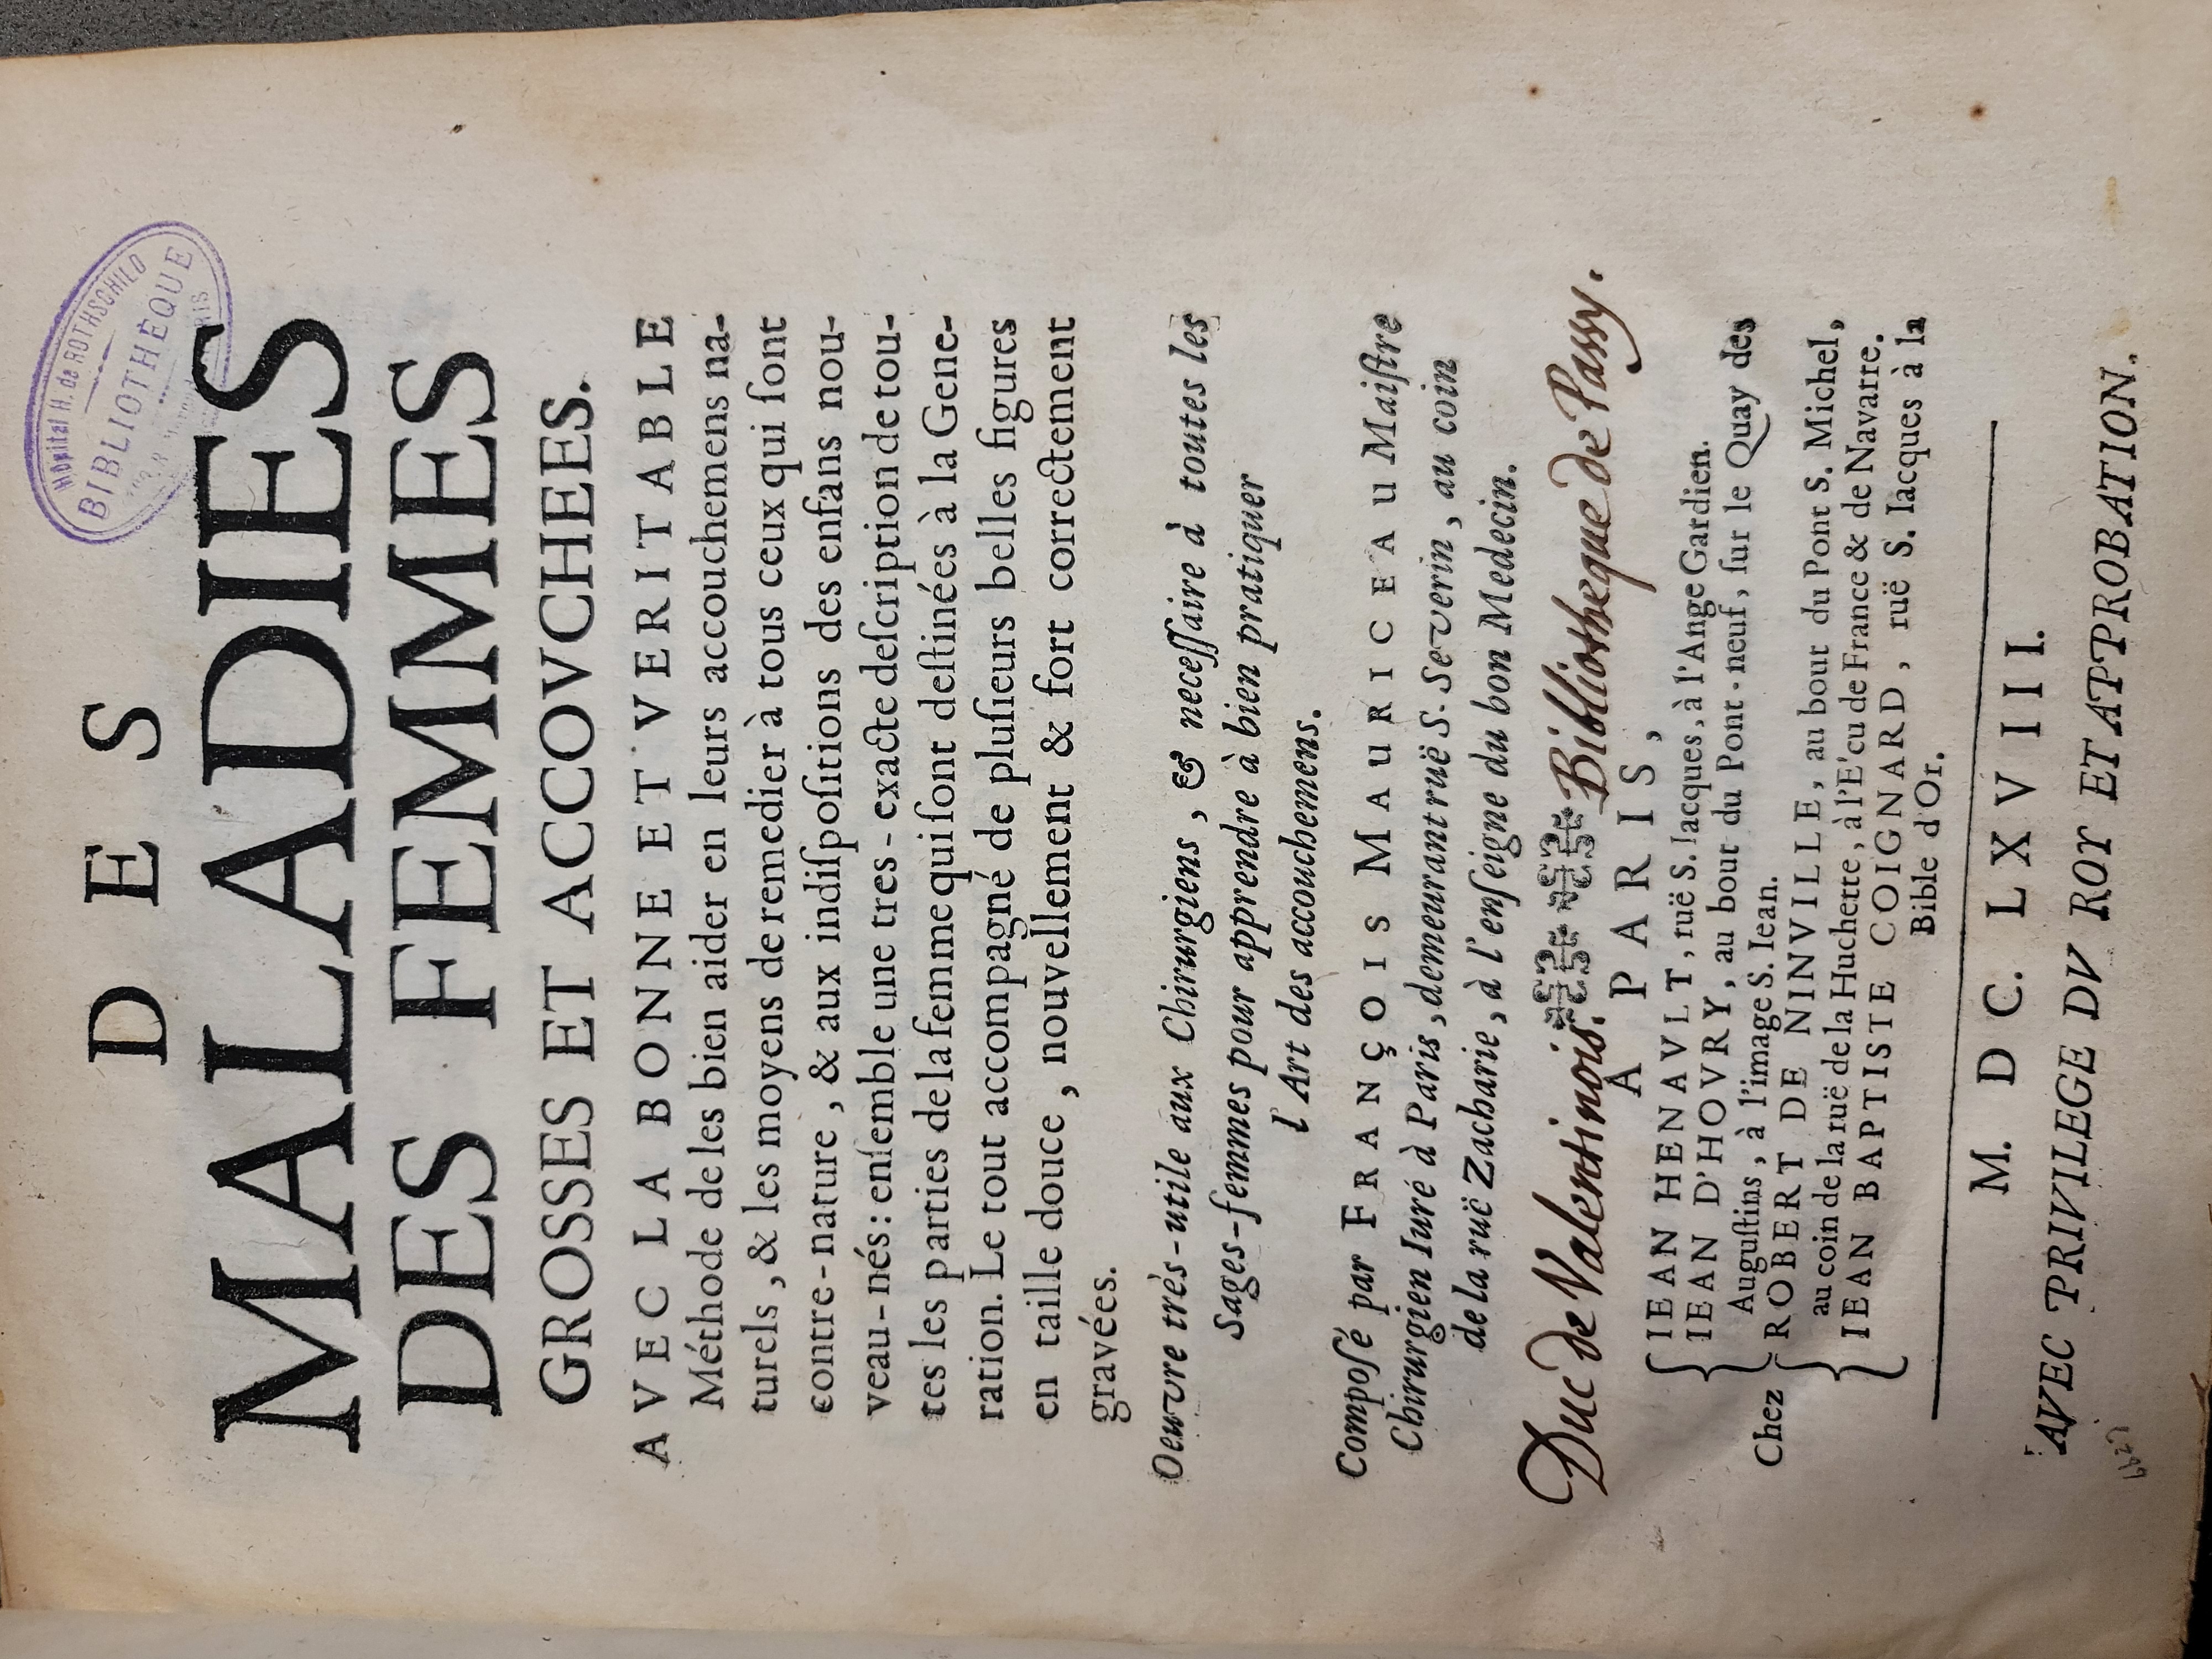 Hôpital H. de ROTHSCHILD
BIBLIOTHÈQUE
PARIS
DES
MALADIES
DES FEMMES
GROSSES ET ACCOVCHEES.
AVEC LA BONNE ET VERITABLE
Méthode de les bien aider en leurs accouchemens na-
turels, & les moyens de remedier à tous ceux qui ſont
contre-nature, & aux indiſpoſitions des enfans nou-
veau-nés: enſemble une tres-exacte deſcription de tou-
tes les parties de la femme qui ſont deſtinées à la Gene-
ration. Le tout accompagné de pluſieurs belles figures
en taille douce, nouvellement & fort correctement
gravées.
Oeuvre très-utile aux Chirurgiens, & neceſſaire à toutes les
Sages-femmes pour apprendre à bien pratiquer
l'Art des accouchemens.
Compoſé par FRANÇOIS MAURICEAU Maiſtre
Chirurgien Iuré à Paris, demeurant ruë S. Severin, au coin
de la ruë Zacharie, à l'enſeigne du bon Medecin.
Duc de Valentinois. Bibliotheque de Passy.
A PARIS,
IEAN HENAVLT, ruë S. Iacques, à l'Ange Gardien.
IEAN D'HOVRY, au bout du Pont-neuf, ſur le Quay des
Auguſtins, à l'image S. Iean.
Chez
ROBERT DE NINVILLE, au bout du Pont S. Michel,
au coin de la ruë de la Huchette, à l'E'cu de France & de Navarre.
IEAN BAPTISTE COIGNARD, ruë S. Iacques à la
Bible d'Or.
M. DC. LXVIII.
AVEC PRIVILEGE DV ROY ET APPROBATION.